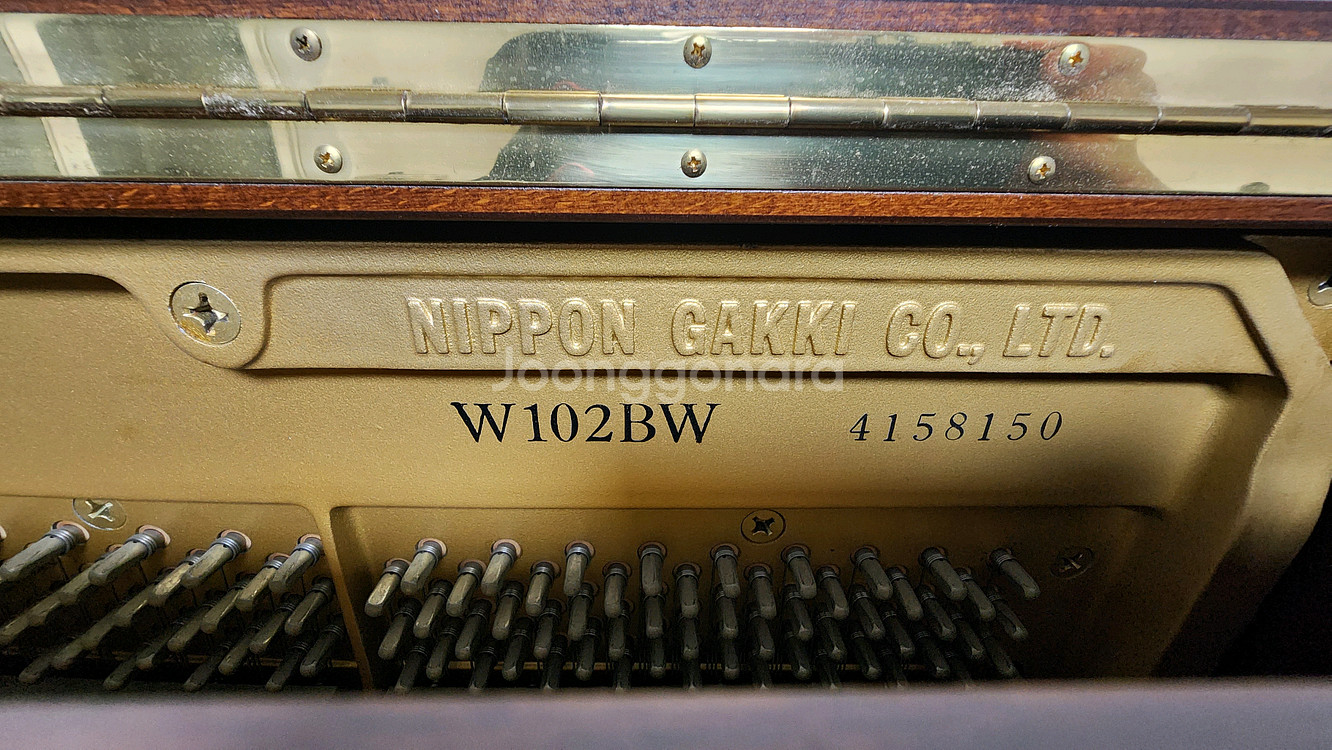 NIPPON GAKKI CO., LTD.
Joonggonara
W102BW 4158150